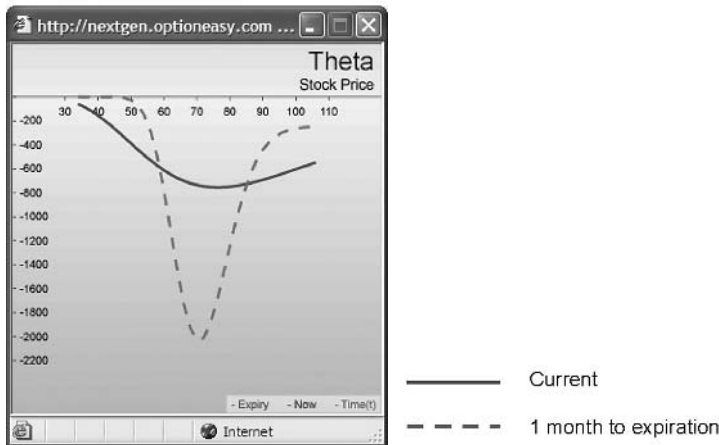 http://nextgen.optioneasy.com ...
Theta
Stock Price
30 40 50 60 70 80 90 100 110
-200
-400
-600
-800
-1000
-1200
-1400
-1600
-1800
-2000
-2200
- Expiry - Now - Time(t)
Internet
Current
1 month to expiration